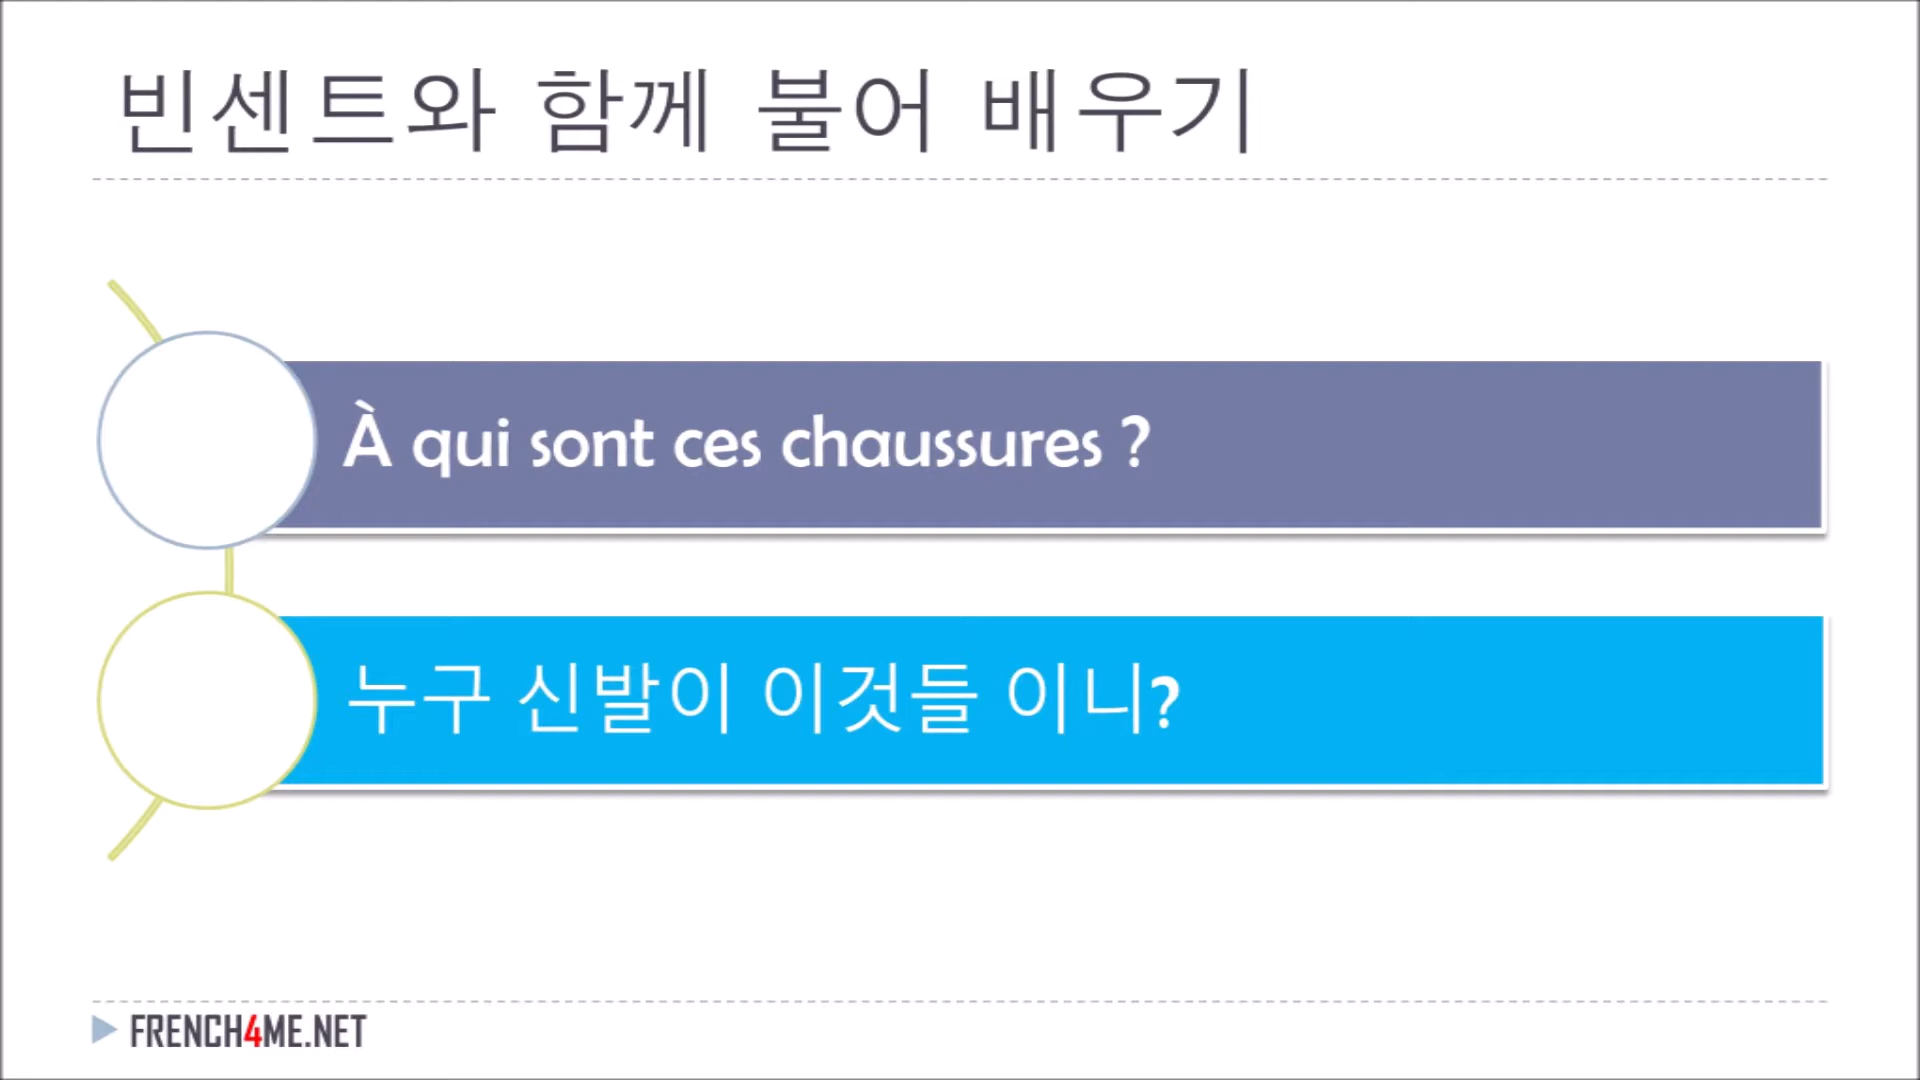 빈센트와 함께 불어 배우기
À qui sont ces chaussures ?
누구 신발이 이것들 이니?
FRENCH4ME.NET